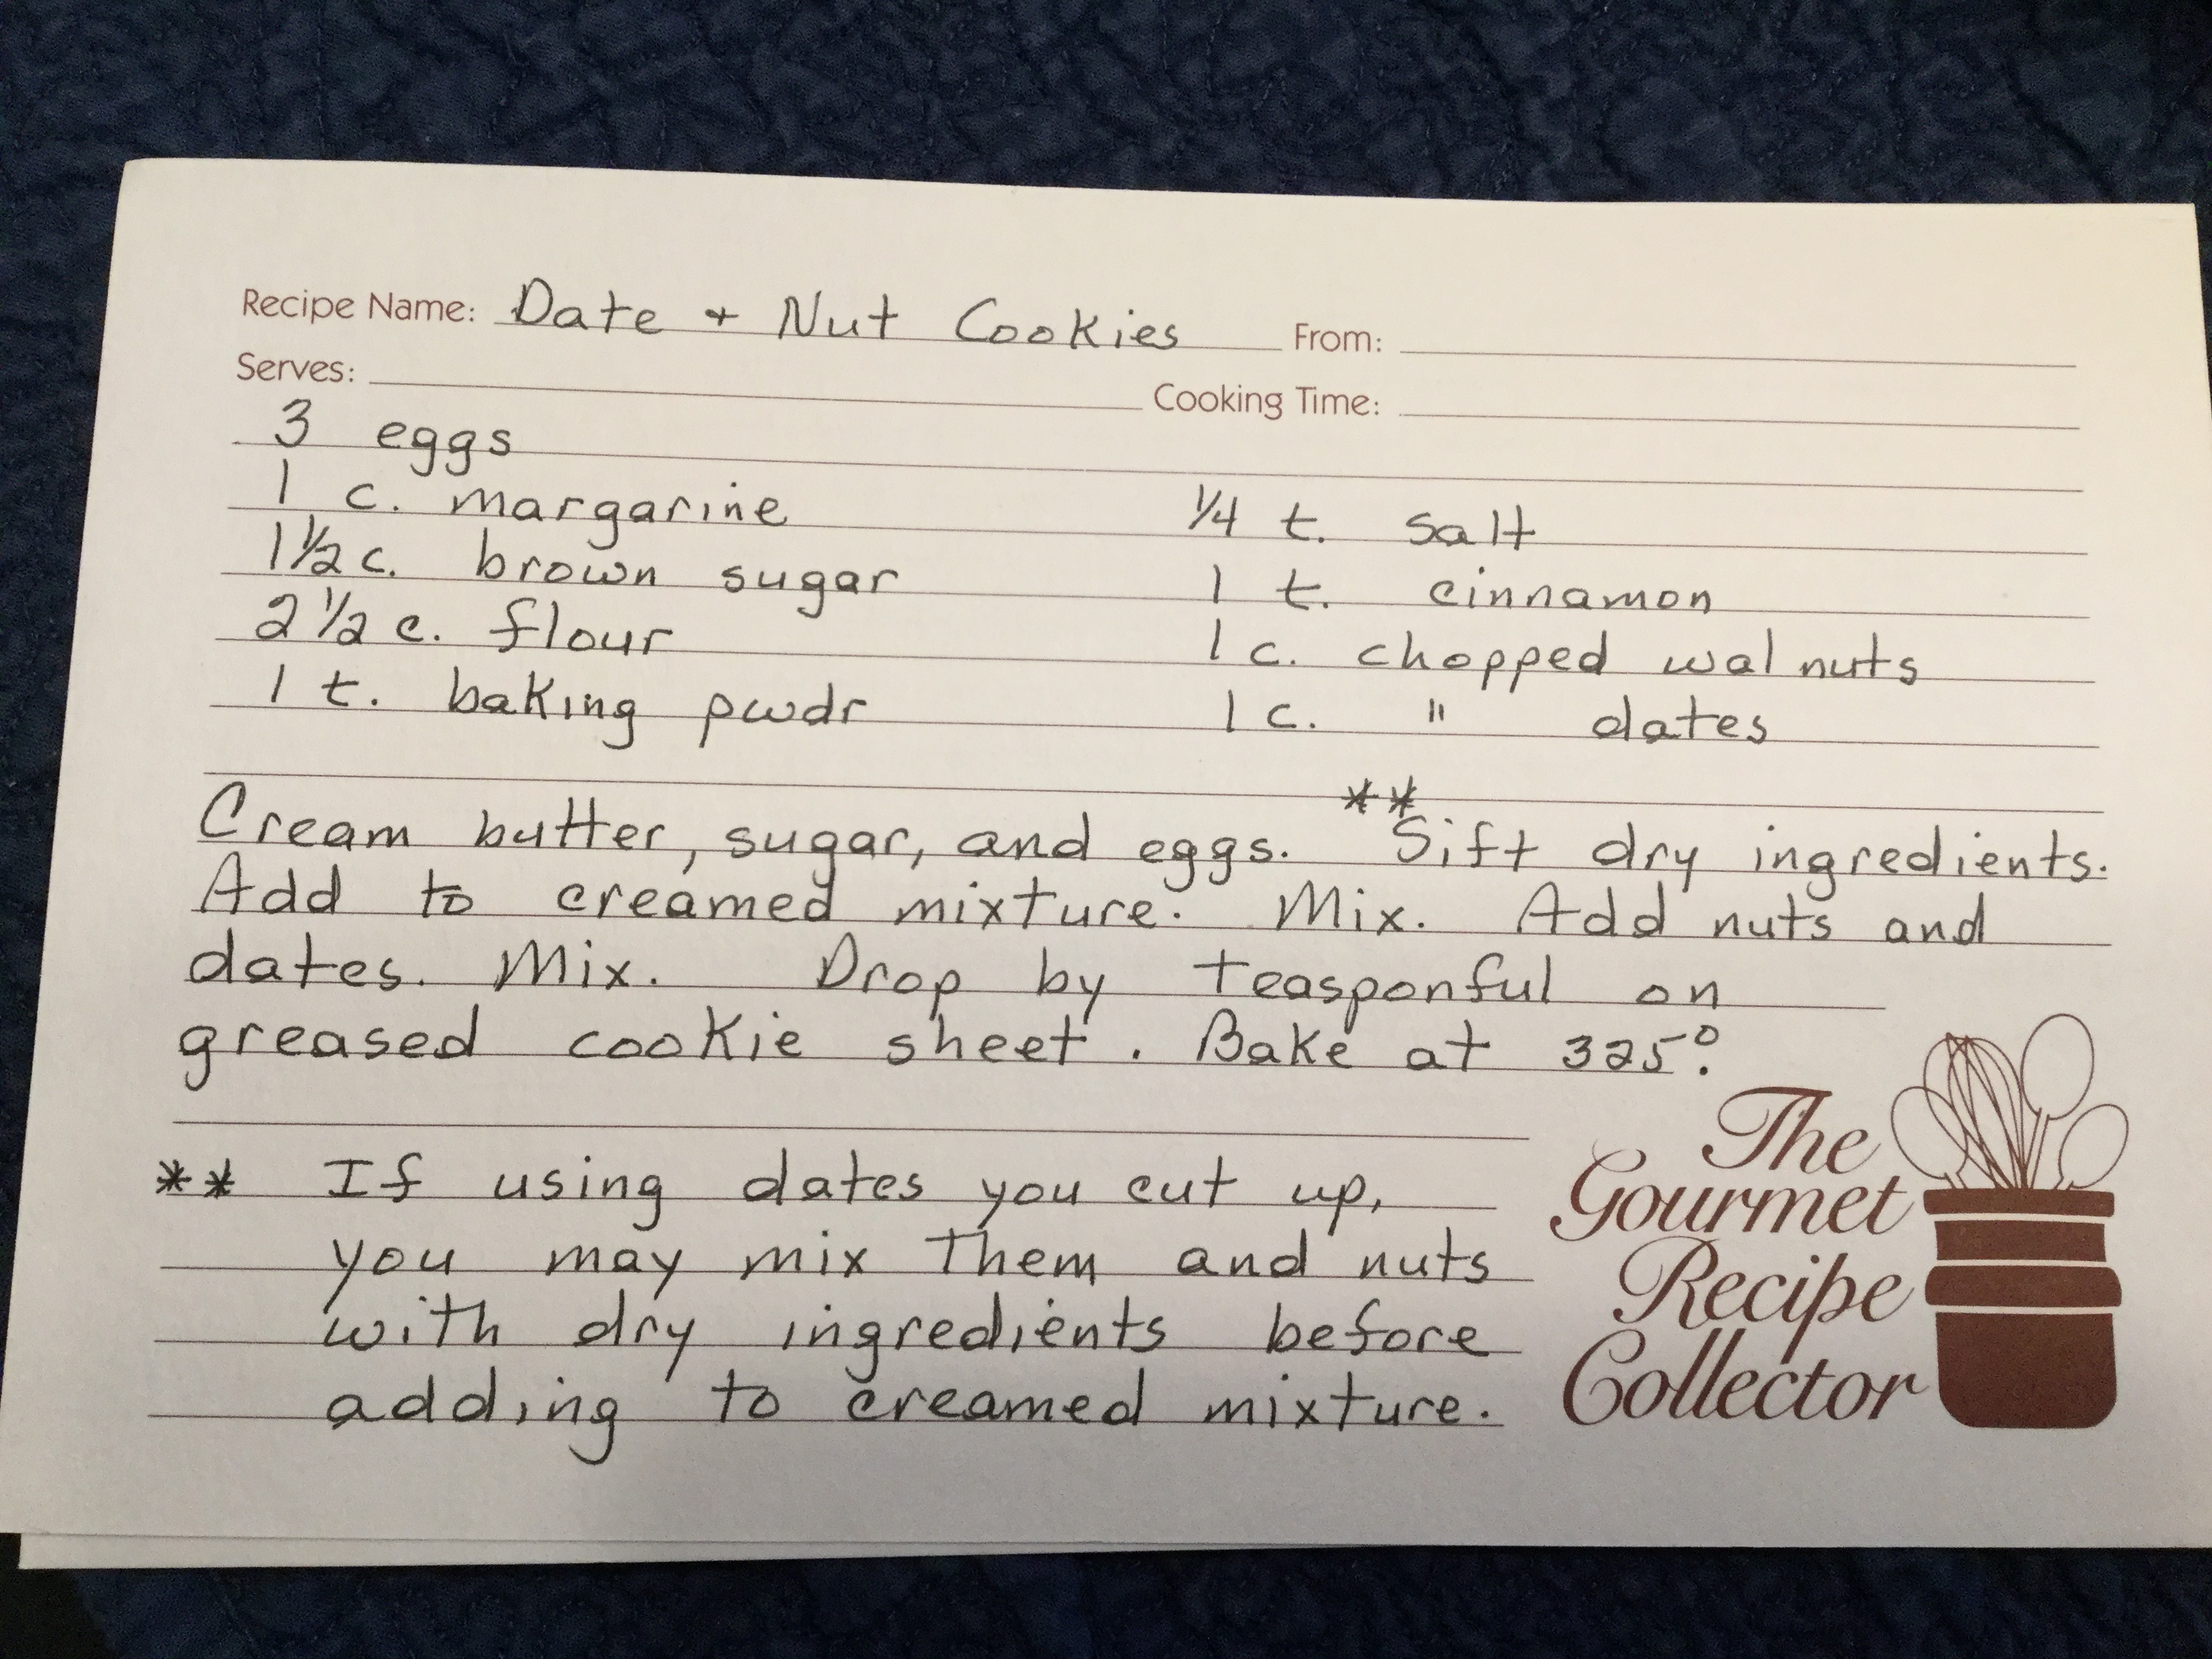 Recipe Name: Date + Nut Cookies From:
Serves: Cooking Time:
3 eggs
1 c. margarine 1/4 t. salt
1 1/2 c. brown sugar 1 t. cinnamon
2 1/2 c. flour 1 c. chopped walnuts
1 t. baking pwdr 1 c. " dates
Cream butter, sugar, and eggs. **Sift dry ingredients.
Add to creamed mixture. Mix. Add nuts and
dates. Mix. Drop by teasponful on
greased cookie sheet. Bake at 325°.
** If using dates you cut up,
you may mix them and nuts
with dry ingredients before
adding to creamed mixture.
The
Gourmet
Recipe
Collector